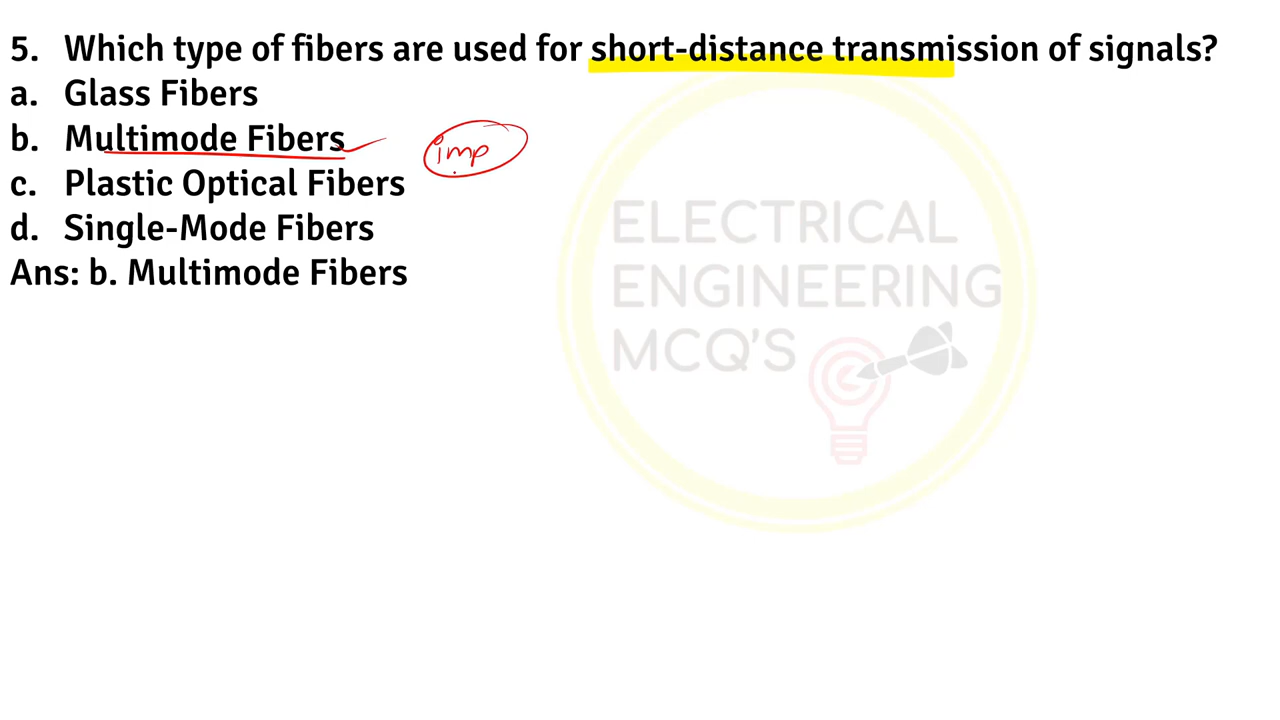 5. Which type of fibers are used for short-distance transmission of signals?
a. Glass Fibers
b. Multimode Fibers
imp
c. Plastic Optical Fibers
d. Single-Mode Fibers
Ans: b. Multimode Fibers
ELECTRICAL
ENGINEERING
MCQ'S